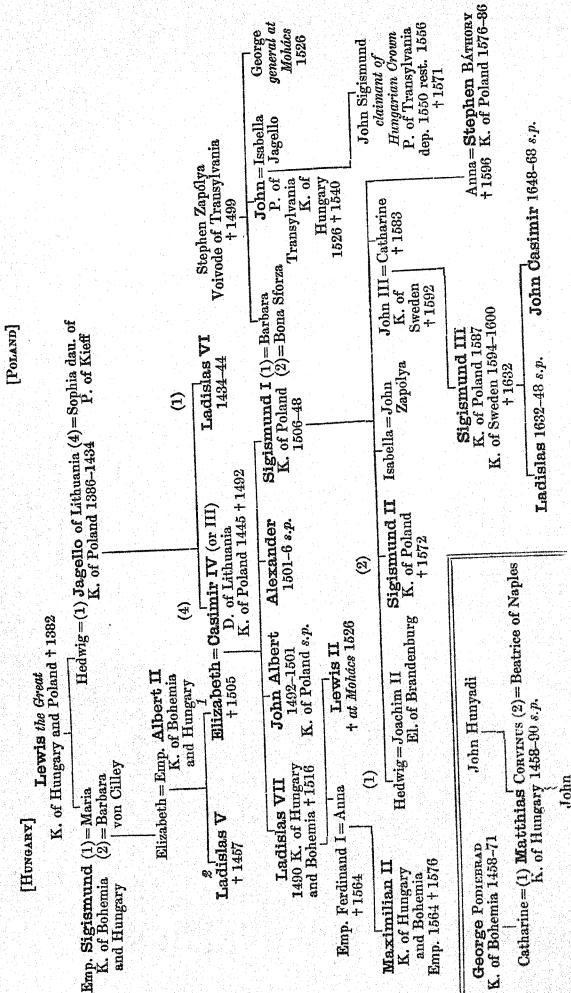 [HUNGARY]
[POLAND]
Lewis the Great
K. of Hungary and Poland † 1382
Emp. Sigismund (1) = Maria
K. of Bohemia (2) = Barbara
and Hungary
von Cilley
Hedwig = (1) Jagello of Lithuania (4) = Sophia dau. of
K. of Poland 1386–1434
P. of Kieff
Elizabeth = Emp. Albert II
K. of Bohemia
and Hungary
(4)
(1)
Stephen Zapólya
Voivode of Transylvania
† 1499
2
Ladislas V
† 1457
1
Elizabeth = Casimir IV (or III)
† 1505
D. of Lithuania
K. of Poland 1445 † 1492
Ladislas VI
1434–44
Ladislas VII
1490 K. of Hungary
and Bohemia † 1516
John Albert
1492–1501
K. of Poland s.p.
Alexander
1501–6 s.p.
Sigismund I (1) = Barbara
K. of Poland (2) = Bona Sforza
1506–48
John = Isabella
P. of Jagello
Transylvania
K. of
Hungary
1526 † 1540
George
general at
Mohács
1526
Emp. Ferdinand I = Anna
† 1564
Lewis II
† at Mohács 1526
John Sigismund
claimant of
Hungarian Crown
P. of Transylvania
dep. 1550 rest. 1556
† 1571
(1)
(2)
Maximilian II
K. of Hungary
and Bohemia
Emp. 1564 † 1576
Hedwig = Joachim II
El. of Brandenburg
Sigismund II
K. of Poland
† 1572
Isabella = John
Zapolya
John III = Catharine
K. of † 1583
Sweden
† 1592
Anna = Stephen BÁTHORY
† 1596 K. of Poland 1576–86
Sigismund III
K. of Poland 1587
K. of Sweden 1594–1600
† 1632
Ladislas 1632–48 s.p.
John Casimir 1648–68 s.p.
George PODIEBRAD
K. of Bohemia 1458–71
John Hunyadi
Catharine = (1) Matthias CORVINUS (2) = Beatrice of Naples
K. of Hungary 1458–90 s.p.
John